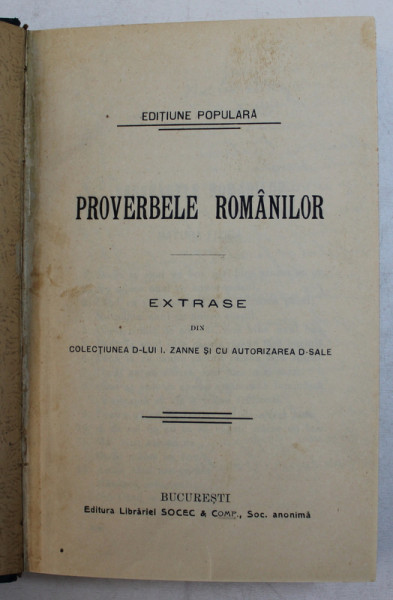 EDIȚIUNE POPULARĂ
PROVERBELE ROMÂNILOR
EXTRASE
DIN
COLECȚIUNEA D-LUI I. ZANNE ȘI CU AUTORIZAREA D-SALE
BUCUREȘTI
Editura Librăriei SOCEC & COMP., Soc. anonimă